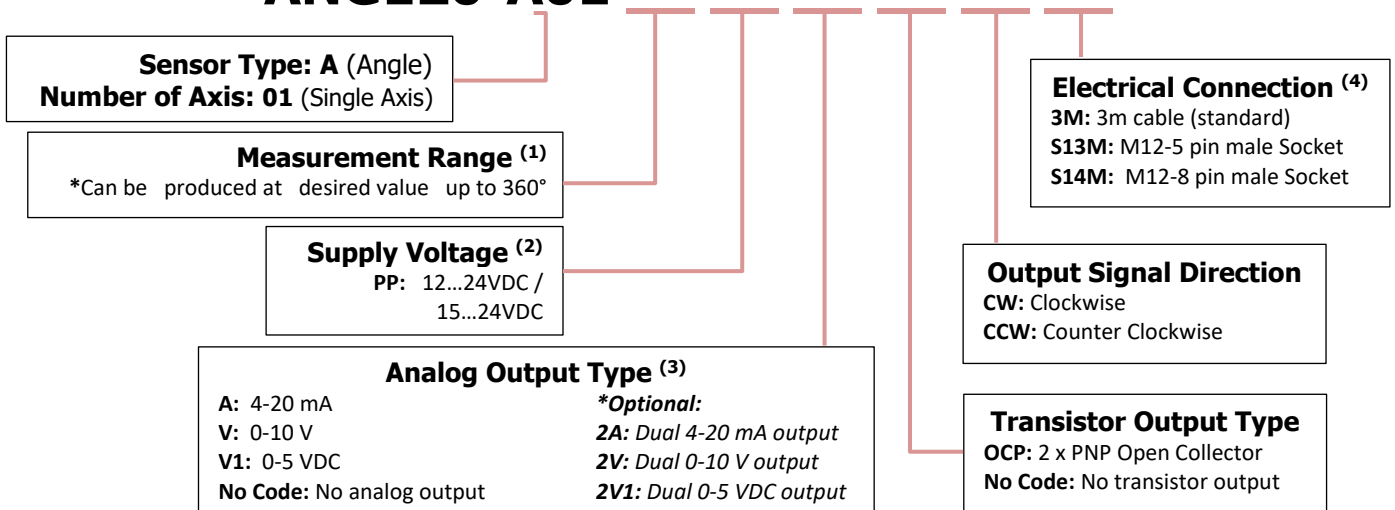 Sensor Type: A (Angle)
Number of Axis: 01 (Single Axis)
Measurement Range (1)
*Can be produced at desired value up to 360°
Supply Voltage (2)
PP: 12...24VDC /
15...24VDC
Analog Output Type (3)
A: 4-20 mA
V: 0-10 V
V1: 0-5 VDC
No Code: No analog output
*Optional:
2A: Dual 4-20 mA output
2V: Dual 0-10 V output
2V1: Dual 0-5 VDC output
Electrical Connection (4)
3M: 3m cable (standard)
S13M: M12-5 pin male Socket
S14M: M12-8 pin male Socket
Output Signal Direction
CW: Clockwise
CCW: Counter Clockwise
Transistor Output Type
OCP: 2 x PNP Open Collector
No Code: No transistor output